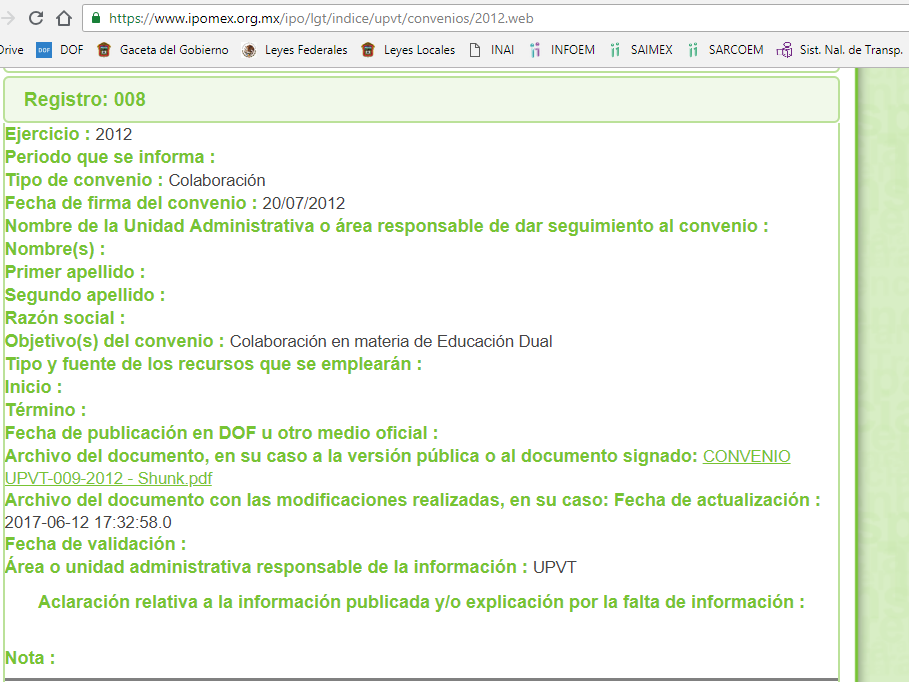 https://www.ipomex.org.mx/ipo/lgt/indice/upvt/convenios/2012.web
Drive DOF DOF Gaceta del Gobierno Leyes Federales Leyes Locales INAI INFOEM SAIMEX SARCOEM Sist. Nal. de Transp.
Registro: 008
Ejercicio : 2012
Periodo que se informa :
Tipo de convenio : Colaboración
Fecha de firma del convenio : 20/07/2012
Nombre de la Unidad Administrativa o área responsable de dar seguimiento al convenio :
Nombre(s) :
Primer apellido :
Segundo apellido :
Razón social :
Objetivo(s) del convenio : Colaboración en materia de Educación Dual
Tipo y fuente de los recursos que se emplearán :
Inicio :
Término :
Fecha de publicación en DOF u otro medio oficial :
Archivo del documento, en su caso a la versión pública o al documento signado: CONVENIO
UPVT-009-2012 - Shunk.pdf
Archivo del documento con las modificaciones realizadas, en su caso: Fecha de actualización :
2017-06-12 17:32:58.0
Fecha de validación :
Área o unidad administrativa responsable de la información : UPVT
Aclaración relativa a la información publicada y/o explicación por la falta de información :
Nota :